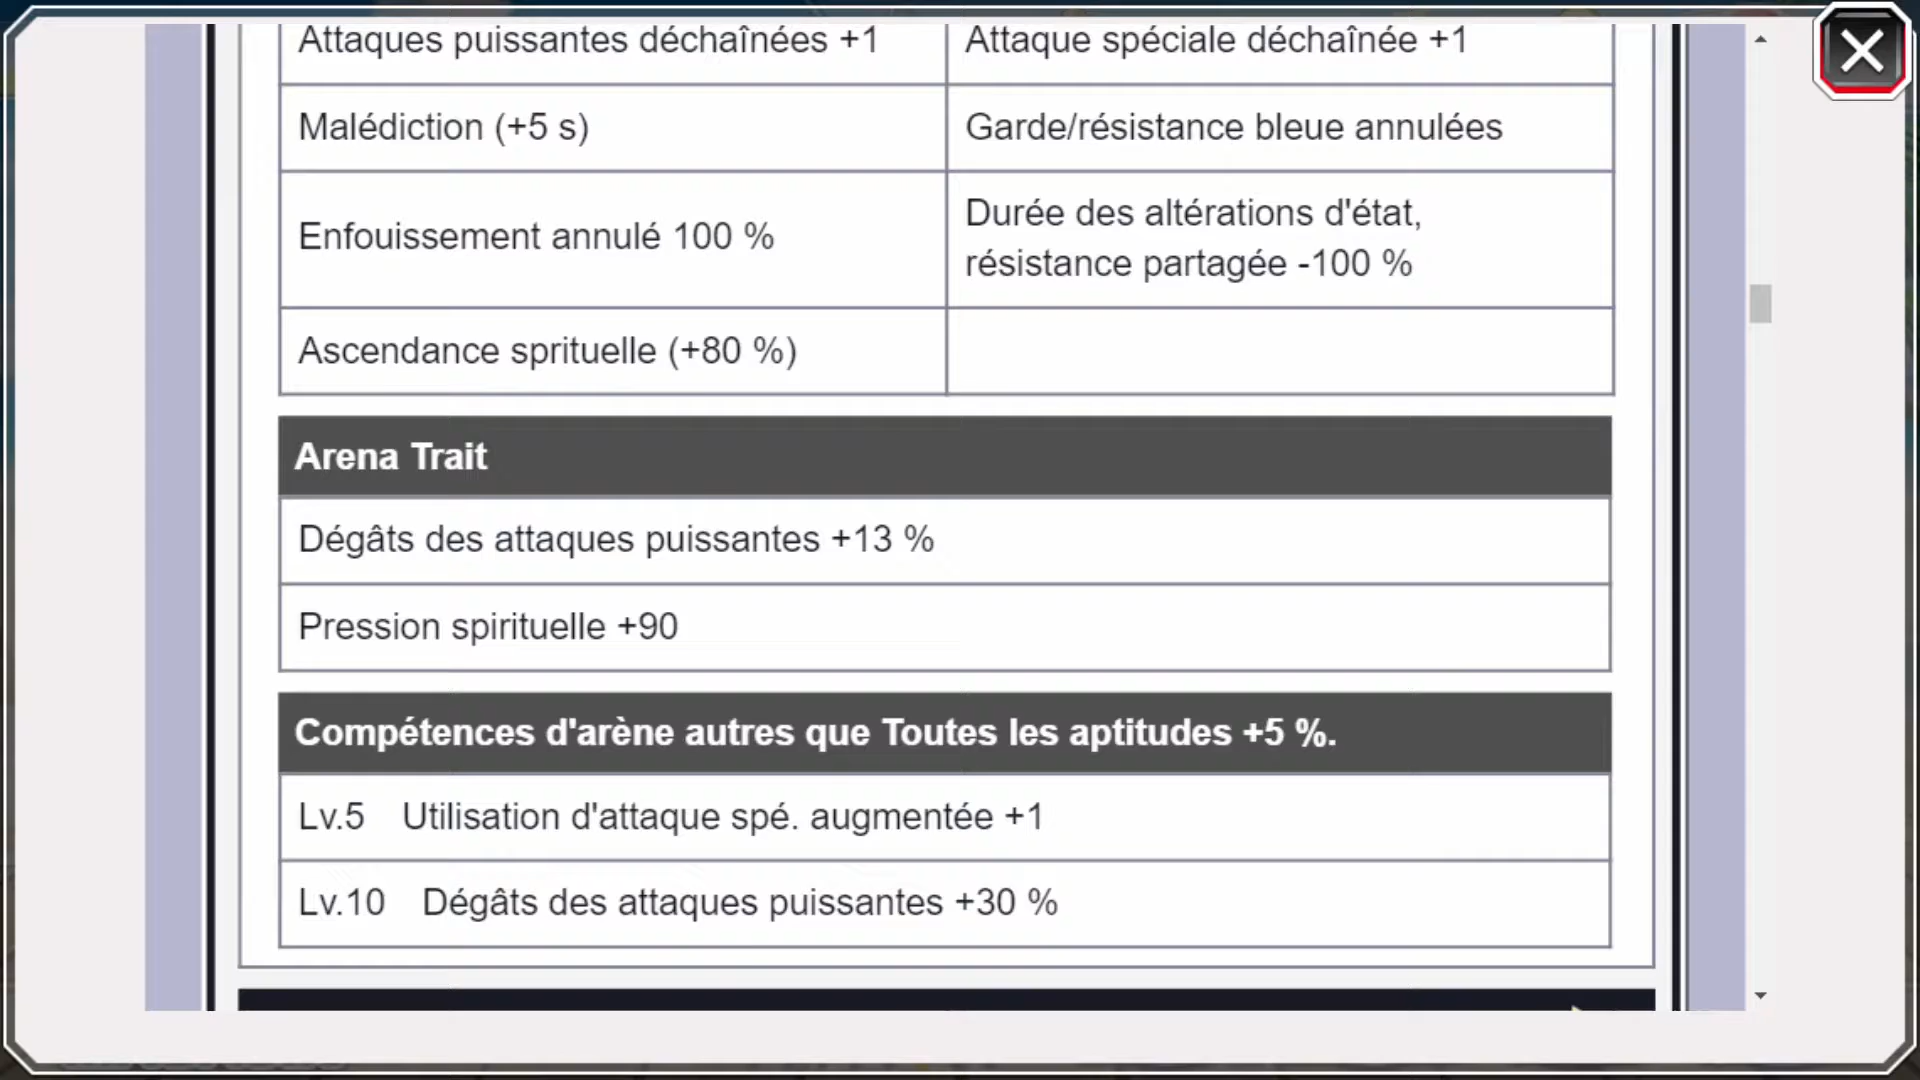 Attaques puissantes déchaînées +1
Attaque spéciale déchaînée +1
Malédiction (+5 s)
Garde/résistance bleue annulées
Enfouissement annulé 100 %
Durée des altérations d'état,
résistance partagée -100 %
Ascendance sprituelle (+80 %)
Arena Trait
Dégâts des attaques puissantes +13 %
Pression spirituelle +90
Compétences d'arène autres que Toutes les aptitudes +5 %.
Lv.5 Utilisation d'attaque spé. augmentée +1
Lv.10 Dégâts des attaques puissantes +30 %